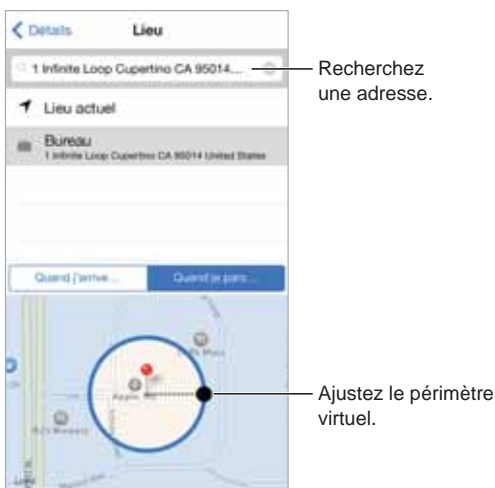 Détails
Lieu
1 Infinite Loop Cupertino CA 95014...
Recherchez
une adresse.
Lieu actuel
Bureau
1 Infinite Loop Cupertino CA 95014 United States
Quand j'arrive...
Quand je pars...
Ajustez le périmètre
virtuel.